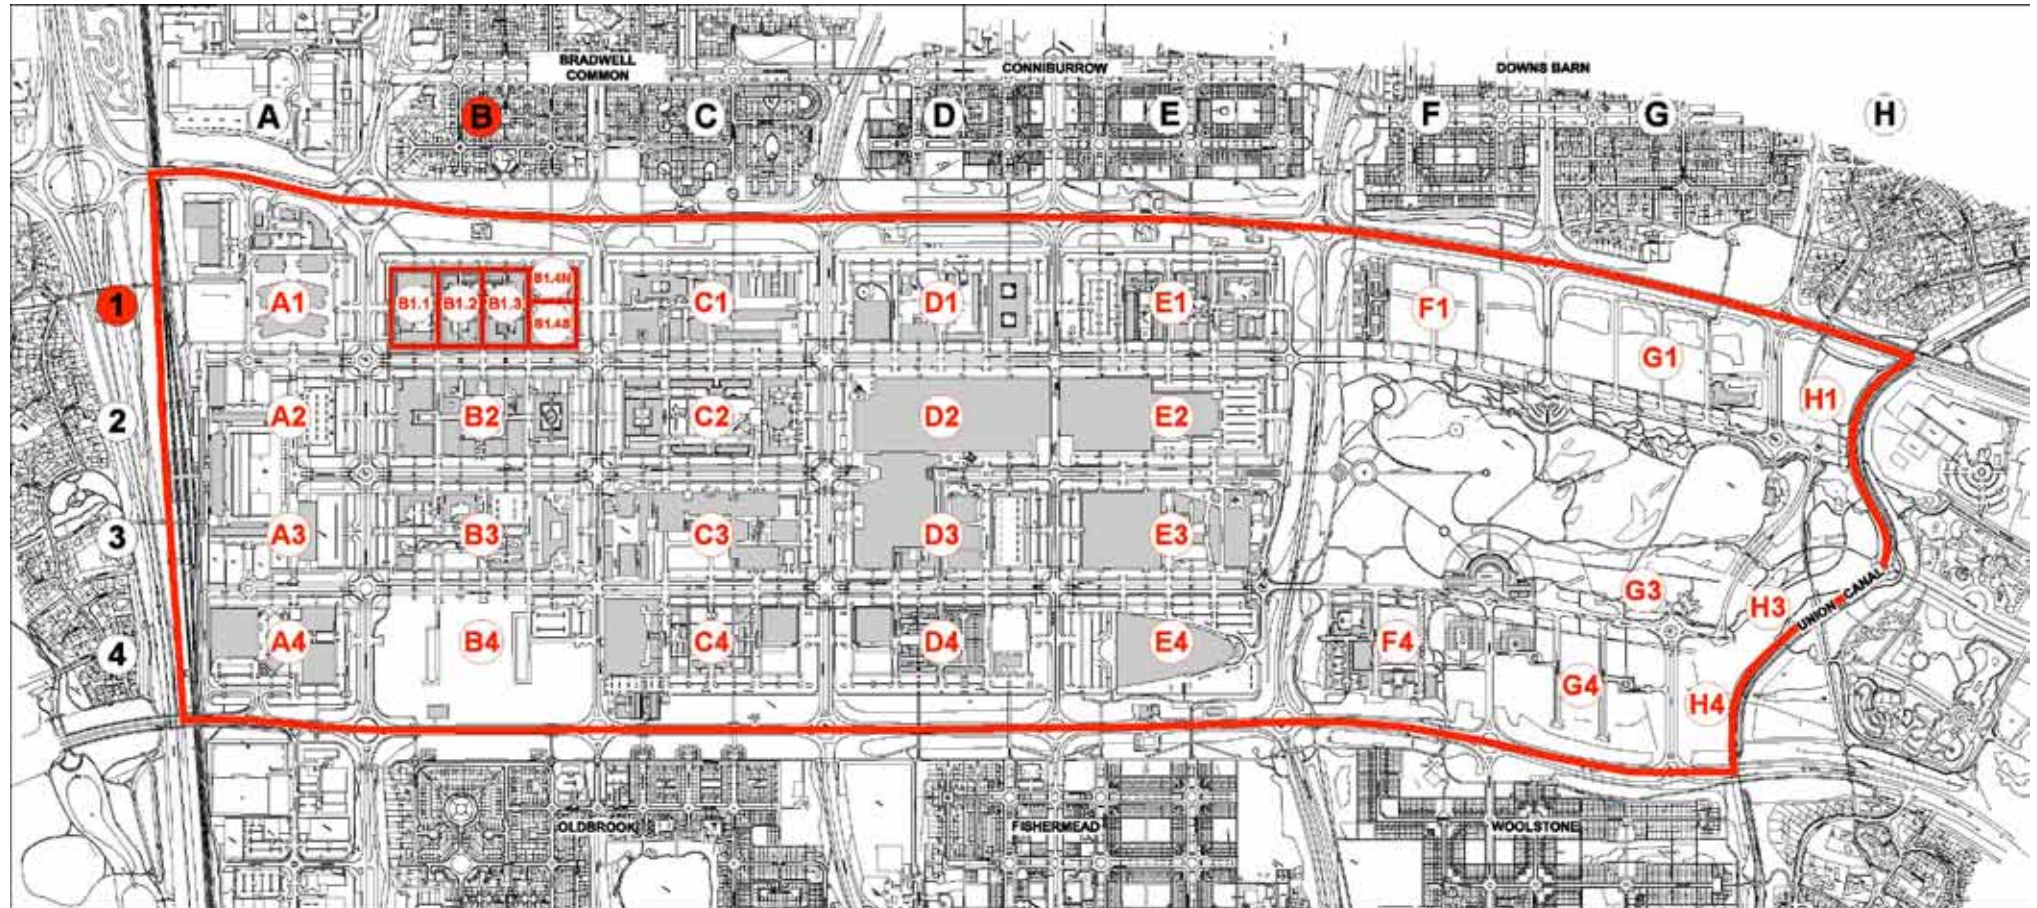 BRADWELL
COMMON
CONNIBURROW
DOWNS BARN
A
B
C
D
E
F
G
H
1
B1.1
B1.2
B1.3
B1.4N
B1.4S
A1
C1
D1
E1
F1
G1
H1
2
A2
B2
C2
D2
E2
3
A3
B3
C3
D3
E3
G3
H3
UNION CANAL
4
A4
B4
C4
D4
E4
F4
G4
H4
OLDBROOK
FISHERMEAD
WOOLSTONE